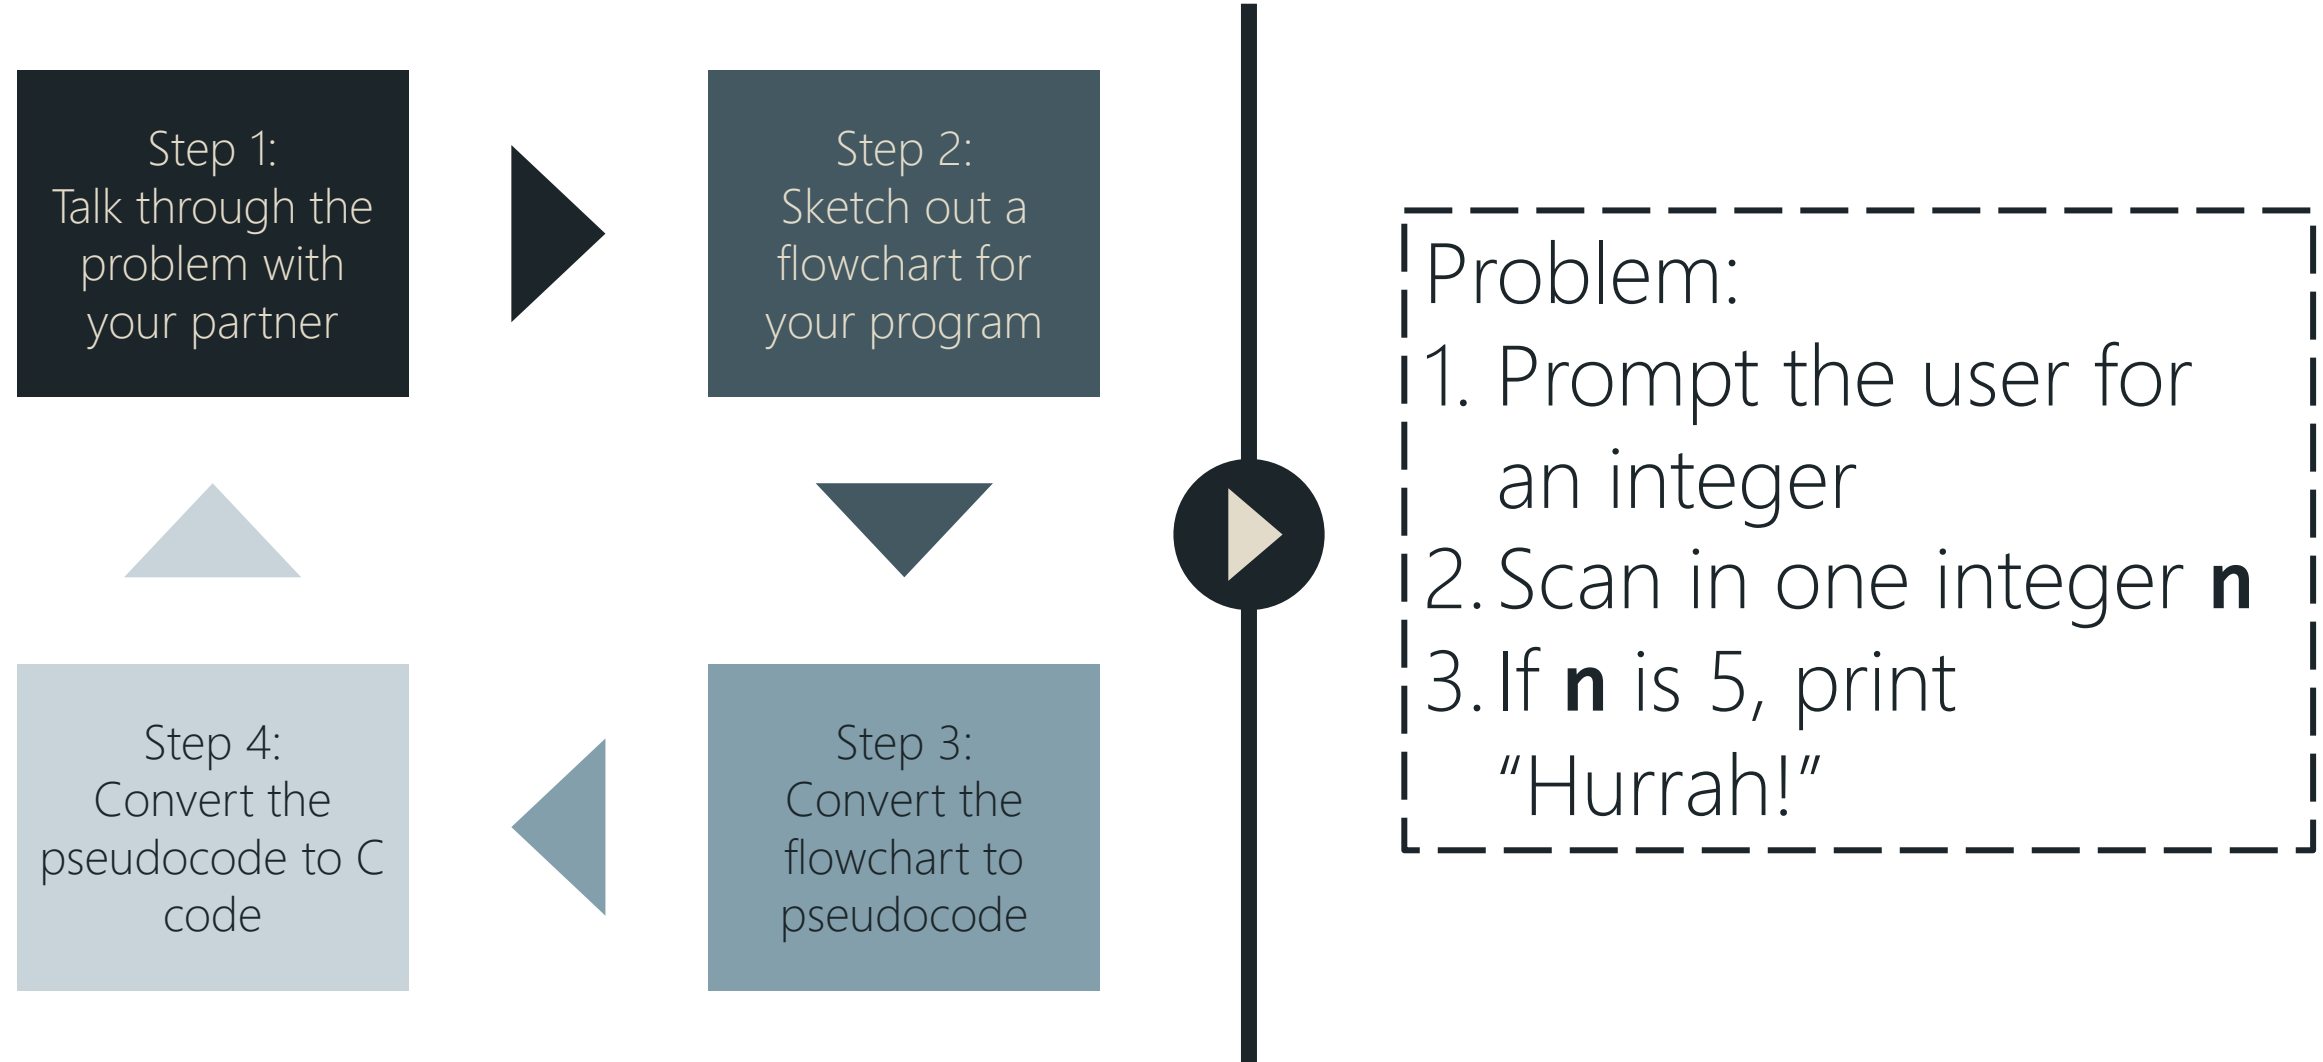 Step 1:
Talk through the
problem with
your partner
Step 2:
Sketch out a
flowchart for
your program
Step 3:
Convert the
flowchart to
pseudocode
Step 4:
Convert the
pseudocode to C
code
Problem:
1. Prompt the user for
an integer
2. Scan in one integer n
3. If n is 5, print
“Hurrah!”